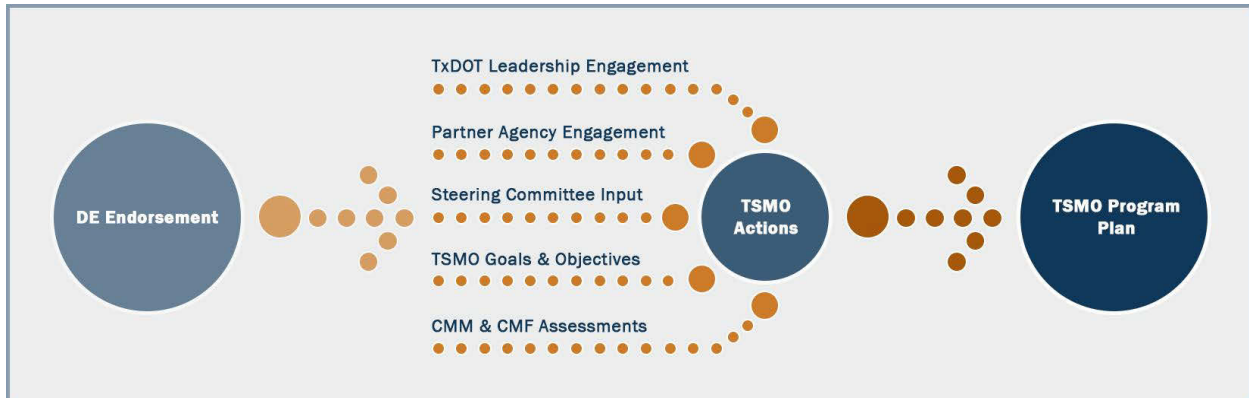 DE Endorsement
TxDOT Leadership Engagement
Partner Agency Engagement
Steering Committee Input
TSMO Goals & Objectives
CMM & CMF Assessments
TSMO
Actions
TSMO Program
Plan